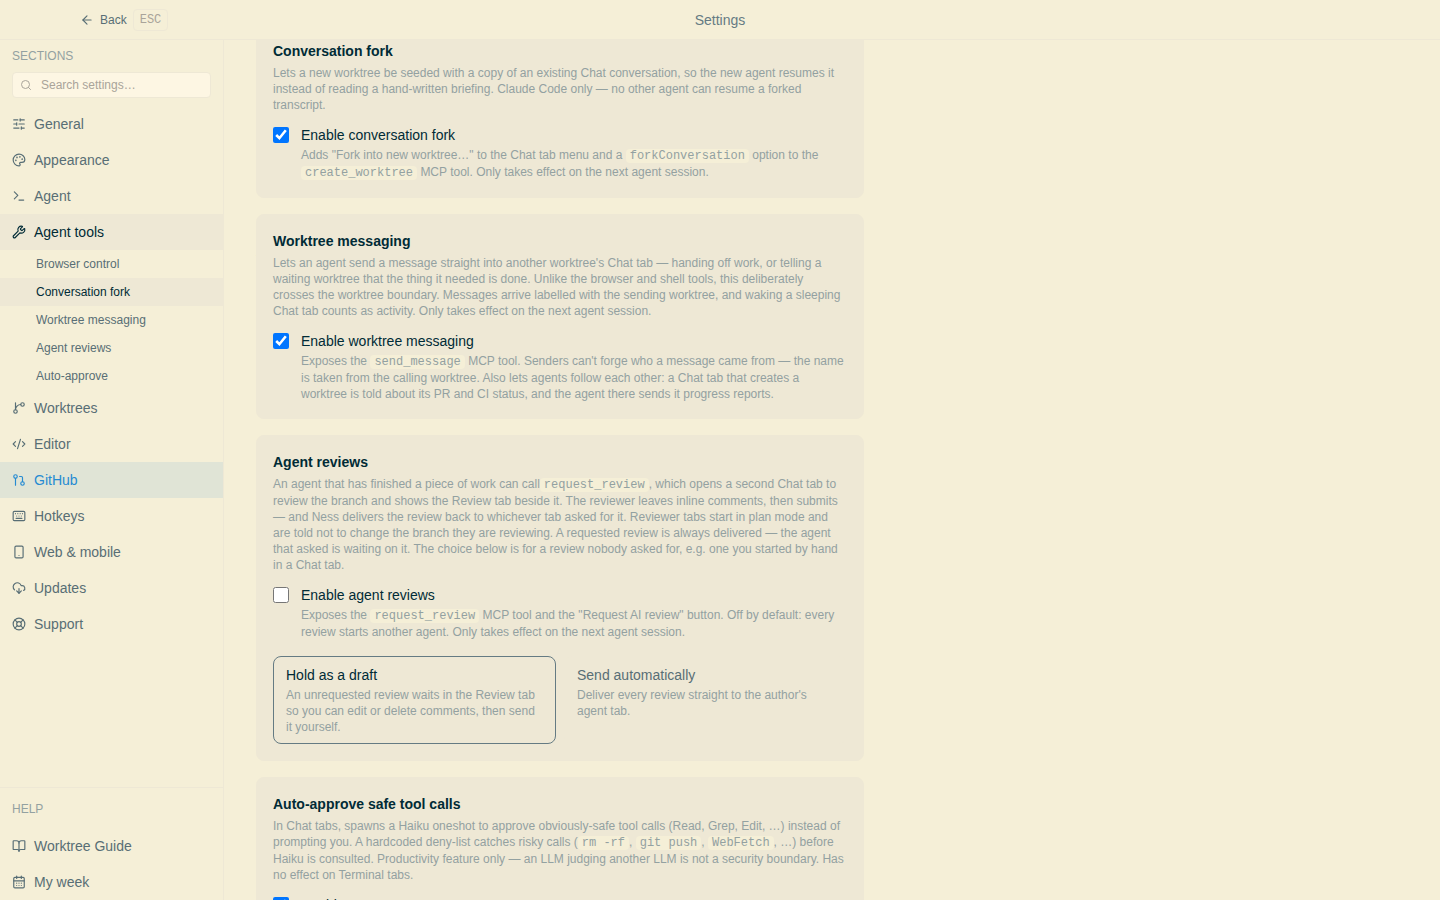 Back ESC
Settings
SECTIONS
Search settings…
General
Appearance
Agent
Agent tools
Browser control
Conversation fork
Worktree messaging
Agent reviews
Auto-approve
Worktrees
Editor
GitHub
Hotkeys
Web & mobile
Updates
Support
HELP
Worktree Guide
My week
Conversation fork
Lets a new worktree be seeded with a copy of an existing Chat conversation, so the new agent resumes it
instead of reading a hand-written briefing. Claude Code only — no other agent can resume a forked
transcript.
Enable conversation fork
Adds "Fork into new worktree…" to the Chat tab menu and a forkConversation option to the
create_worktree MCP tool. Only takes effect on the next agent session.
Worktree messaging
Lets an agent send a message straight into another worktree's Chat tab — handing off work, or telling a
waiting worktree that the thing it needed is done. Unlike the browser and shell tools, this deliberately
crosses the worktree boundary. Messages arrive labelled with the sending worktree, and waking a sleeping
Chat tab counts as activity. Only takes effect on the next agent session.
Enable worktree messaging
Exposes the send_message MCP tool. Senders can't forge who a message came from — the name
is taken from the calling worktree. Also lets agents follow each other: a Chat tab that creates a
worktree is told about its PR and CI status, and the agent there sends it progress reports.
Agent reviews
An agent that has finished a piece of work can call request_review, which opens a second Chat tab to
review the branch and shows the Review tab beside it. The reviewer leaves inline comments, then submits
— and Ness delivers the review back to whichever tab asked for it. Reviewer tabs start in plan mode and
are told not to change the branch they are reviewing. A requested review is always delivered — the agent
that asked is waiting on it. The choice below is for a review nobody asked for, e.g. one you started by hand
in a Chat tab.
Enable agent reviews
Exposes the request_review MCP tool and the "Request AI review" button. Off by default: every
review starts another agent. Only takes effect on the next agent session.
Hold as a draft
An unrequested review waits in the Review tab
so you can edit or delete comments, then send
it yourself.
Send automatically
Deliver every review straight to the author's
agent tab.
Auto-approve safe tool calls
In Chat tabs, spawns a Haiku oneshot to approve obviously-safe tool calls (Read, Grep, Edit, …) instead of
prompting you. A hardcoded deny-list catches risky calls (rm -rf, git push, WebFetch, …) before
Haiku is consulted. Productivity feature only — an LLM judging another LLM is not a security boundary. Has
no effect on Terminal tabs.